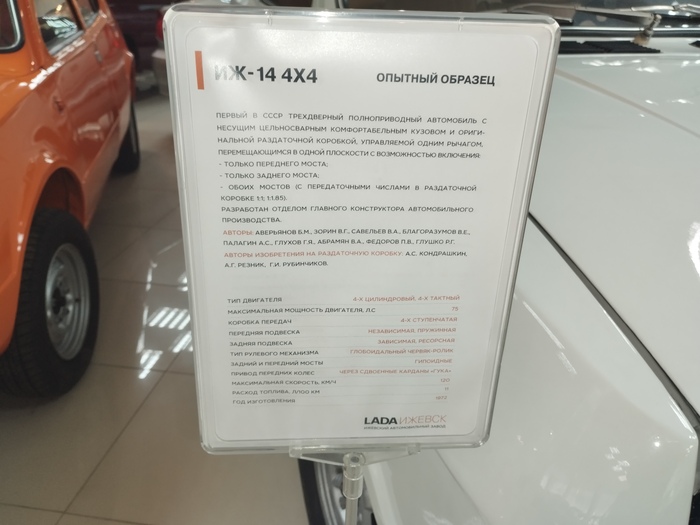 ИЖ-14 4Х4 ОПЫТНЫЙ ОБРАЗЕЦ
ПЕРВЫЙ В СССР ТРЕХДВЕРНЫЙ ПОЛНОПРИВОДНЫЙ АВТОМОБИЛЬ С
НЕСУЩИМ ЦЕЛЬНОСВАРНЫМ КОМФОРТАБЕЛЬНЫМ КУЗОВОМ И ОРИГИ-
НАЛЬНОЙ РАЗДАТОЧНОЙ КОРОБКОЙ, УПРАВЛЯЕМОЙ ОДНИМ РЫЧАГОМ,
ПЕРЕМЕЩАЮЩИМСЯ В ОДНОЙ ПЛОСКОСТИ С ВОЗМОЖНОСТЬЮ ВКЛЮЧЕНИЯ:
- ТОЛЬКО ПЕРЕДНЕГО МОСТА;
- ТОЛЬКО ЗАДНЕГО МОСТА;
- ОБОИХ МОСТОВ (С ПЕРЕДАТОЧНЫМИ ЧИСЛАМИ В РАЗДАТОЧНОЙ
КОРОБКЕ 1:1; 1:1.85).
РАЗРАБОТАН ОТДЕЛОМ ГЛАВНОГО КОНСТРУКТОРА АВТОМОБИЛЬНОГО
ПРОИЗВОДСТВА.
АВТОРЫ: АВЕРЬЯНОВ Б.М., ЗОРИН В.Г., САВЕЛЬЕВ В.А., БЛАГОРАЗУМОВ В.Е.,
ПАЛАГИН А.С., ГЛУХОВ Г.Я., АБРАМЯН В.А., ФЕДОРОВ П.В., ГЛУШКО Р.Г.
АВТОРЫ ИЗОБРЕТЕНИЯ НА РАЗДАТОЧНУЮ КОРОБКУ: А.С. КОНДРАШКИН,
А.Г. РЕЗНИК, Г.И. РУБИНЧИКОВ.
ТИП ДВИГАТЕЛЯ 4-Х ЦИЛИНДРОВЫЙ, 4-Х ТАКТНЫЙ
МАКСИМАЛЬНАЯ МОЩНОСТЬ ДВИГАТЕЛЯ, Л.С 75
КОРОБКА ПЕРЕДАЧ 4-Х СТУПЕНЧАТАЯ
ПЕРЕДНЯЯ ПОДВЕСКА НЕЗАВИСИМАЯ, ПРУЖИННАЯ
ЗАДНЯЯ ПОДВЕСКА ЗАВИСИМАЯ, РЕССОРНАЯ
ТИП РУЛЕВОГО МЕХАНИЗМА ГЛОБОИДАЛЬНЫЙ ЧЕРВЯК-РОЛИК
ЗАДНИЙ И ПЕРЕДНИЙ МОСТЫ ГИПОИДНЫЕ
ПРИВОД ПЕРЕДНИХ КОЛЕС ЧЕРЕЗ СДВОЕННЫЕ КАРДАНЫ «ГУКА»
МАКСИМАЛЬНАЯ СКОРОСТЬ, КМ/Ч 120
РАСХОД ТОПЛИВА, Л/100 КМ
ГОД ИЗГОТОВЛЕНИЯ
LADA ИЖЕВСК
ИЖЕВСКИЙ АВТОМОБИЛЬНЫЙ ЗАВОД